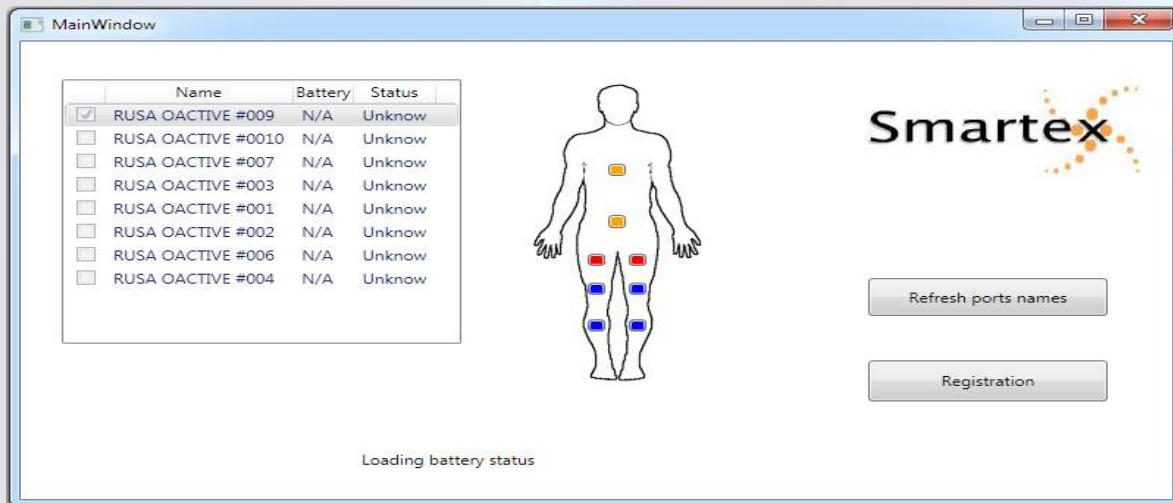 MainWindow
Name Battery Status
RUSA OACTIVE #009 N/A Unknow
RUSA OACTIVE #0010 N/A Unknow
RUSA OACTIVE #007 N/A Unknow
RUSA OACTIVE #003 N/A Unknow
RUSA OACTIVE #001 N/A Unknow
RUSA OACTIVE #002 N/A Unknow
RUSA OACTIVE #006 N/A Unknow
RUSA OACTIVE #004 N/A Unknow
Smartex
Refresh ports names
Registration
Loading battery status